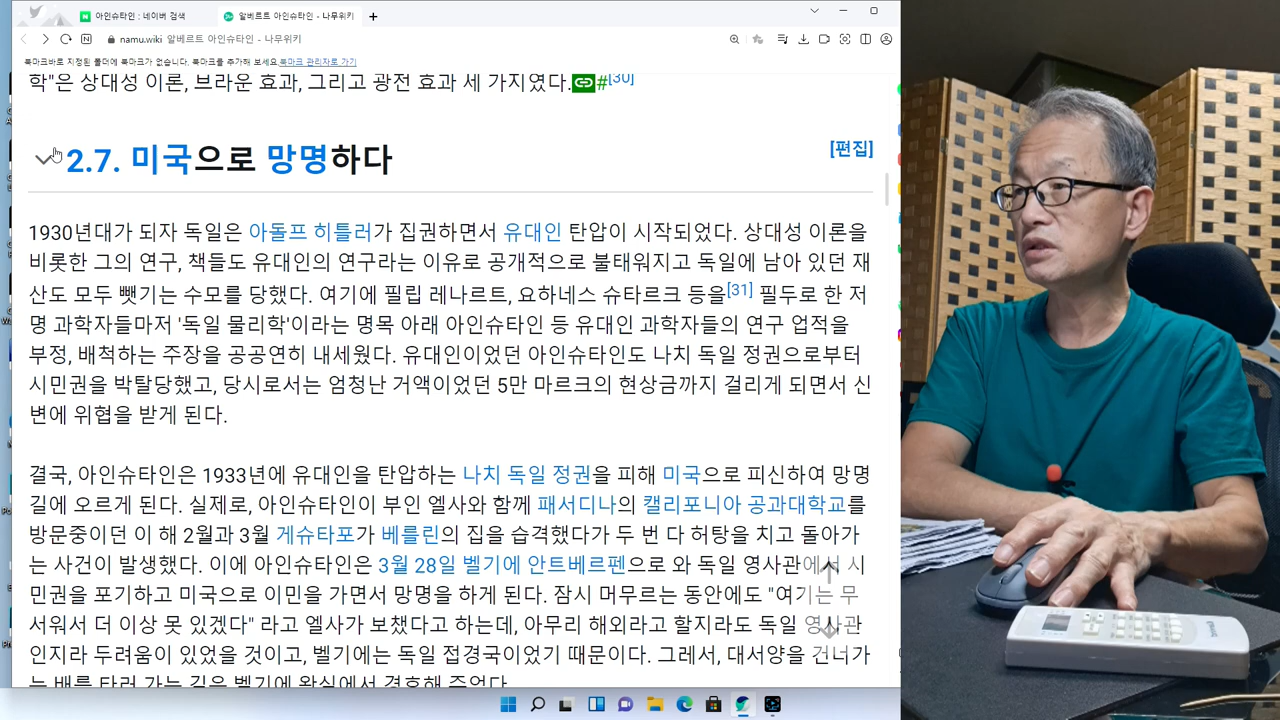 아인슈타인 : 네이버 검색
알베르트 아인슈타인 - 나무위키
namu.wiki 알베르트 아인슈타인 - 나무위키
북마크바로 지정된 폴더에 북마크가 없습니다. 북마크를 추가해 보세요.북마크 관리자로 가기
학"은 상대성 이론, 브라운 효과, 그리고 광전 효과 세 가지였다.#[30]
2.7. 미국으로 망명하다
[편집]
1930년대가 되자 독일은 아돌프 히틀러가 집권하면서 유대인 탄압이 시작되었다. 상대성 이론을
비롯한 그의 연구, 책들도 유대인의 연구라는 이유로 공개적으로 불태워지고 독일에 남아 있던 재
산도 모두 뺏기는 수모를 당했다. 여기에 필립 레나르트, 요하네스 슈타르크 등을[31] 필두로 한 저
명 과학자들마저 '독일 물리학'이라는 명목 아래 아인슈타인 등 유대인 과학자들의 연구 업적을
부정, 배척하는 주장을 공공연히 내세웠다. 유대인이었던 아인슈타인도 나치 독일 정권으로부터
시민권을 박탈당했고, 당시로서는 엄청난 거액이었던 5만 마르크의 현상금까지 걸리게 되면서 신
변에 위협을 받게 된다.
결국, 아인슈타인은 1933년에 유대인을 탄압하는 나치 독일 정권을 피해 미국으로 피신하여 망명
길에 오르게 된다. 실제로, 아인슈타인이 부인 엘사와 함께 패서디나의 캘리포니아 공과대학교를
방문중이던 이 해 2월과 3월 게슈타포가 베를린의 집을 습격했다가 두 번 다 허탕을 치고 돌아가
는 사건이 발생했다. 이에 아인슈타인은 3월 28일 벨기에 안트베르펜으로 와 독일 영사관에서 시
민권을 포기하고 미국으로 이민을 가면서 망명을 하게 된다. 잠시 머무르는 동안에도 "여기는 무
서워서 더 이상 못 있겠다" 라고 엘사가 보챘다고 하는데, 아무리 해외라고 할지라도 독일 영사관
인지라 두려움이 있었을 것이고, 벨기에는 독일 접경국이었기 때문이다. 그래서, 대서양을 건너가
는 배를 타러 가는 길은 벨기에 왕실에서 경호해 주었다.